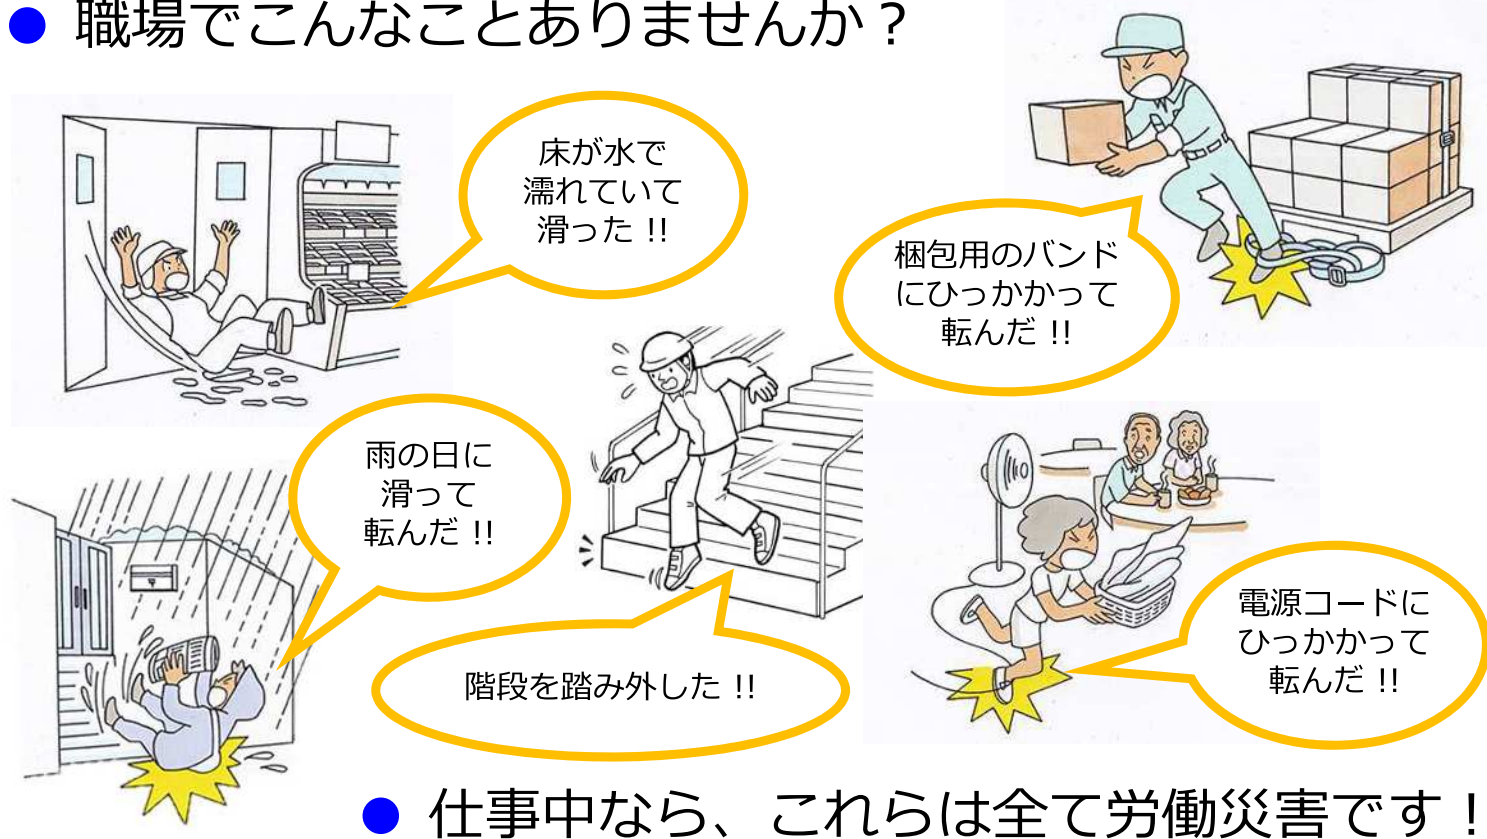 ● 職場でこんなことありませんか？
床が水で
濡れていて
滑った !!
梱包用のバンド
にひっかかって
転んだ !!
雨の日に
滑って
転んだ !!
階段を踏み外した !!
電源コードに
ひっかかって
転んだ !!
● 仕事中なら、これらは全て労働災害です！